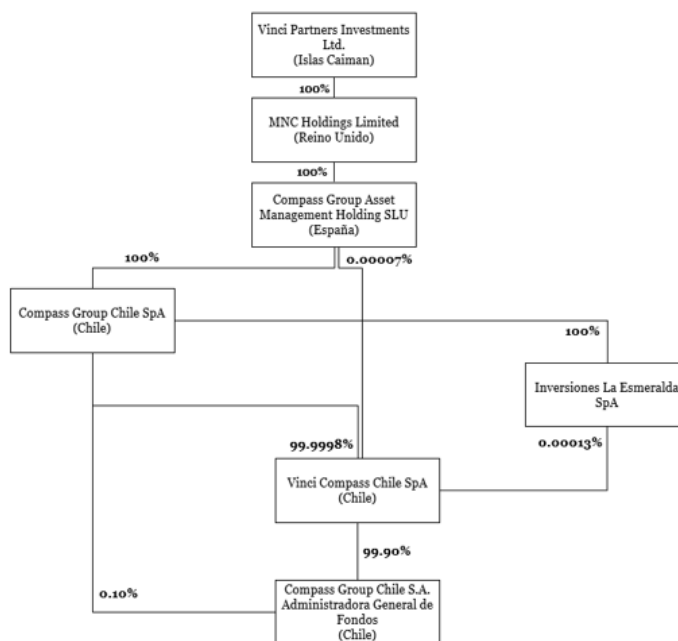 Vinci Partners Investments
Ltd.
(Islas Caiman)
100%
MNC Holdings Limited
(Reino Unido)
100%
Compass Group Asset
Management Holding SLU
(España)
100%
0.00007%
Compass Group Chile SpA
(Chile)
100%
Inversiones La Esmeralda
SpA
99.9998%
0.00013%
Vinci Compass Chile SpA
(Chile)
99.90%
0.10%
Compass Group Chile S.A.
Administradora General de
Fondos
(Chile)